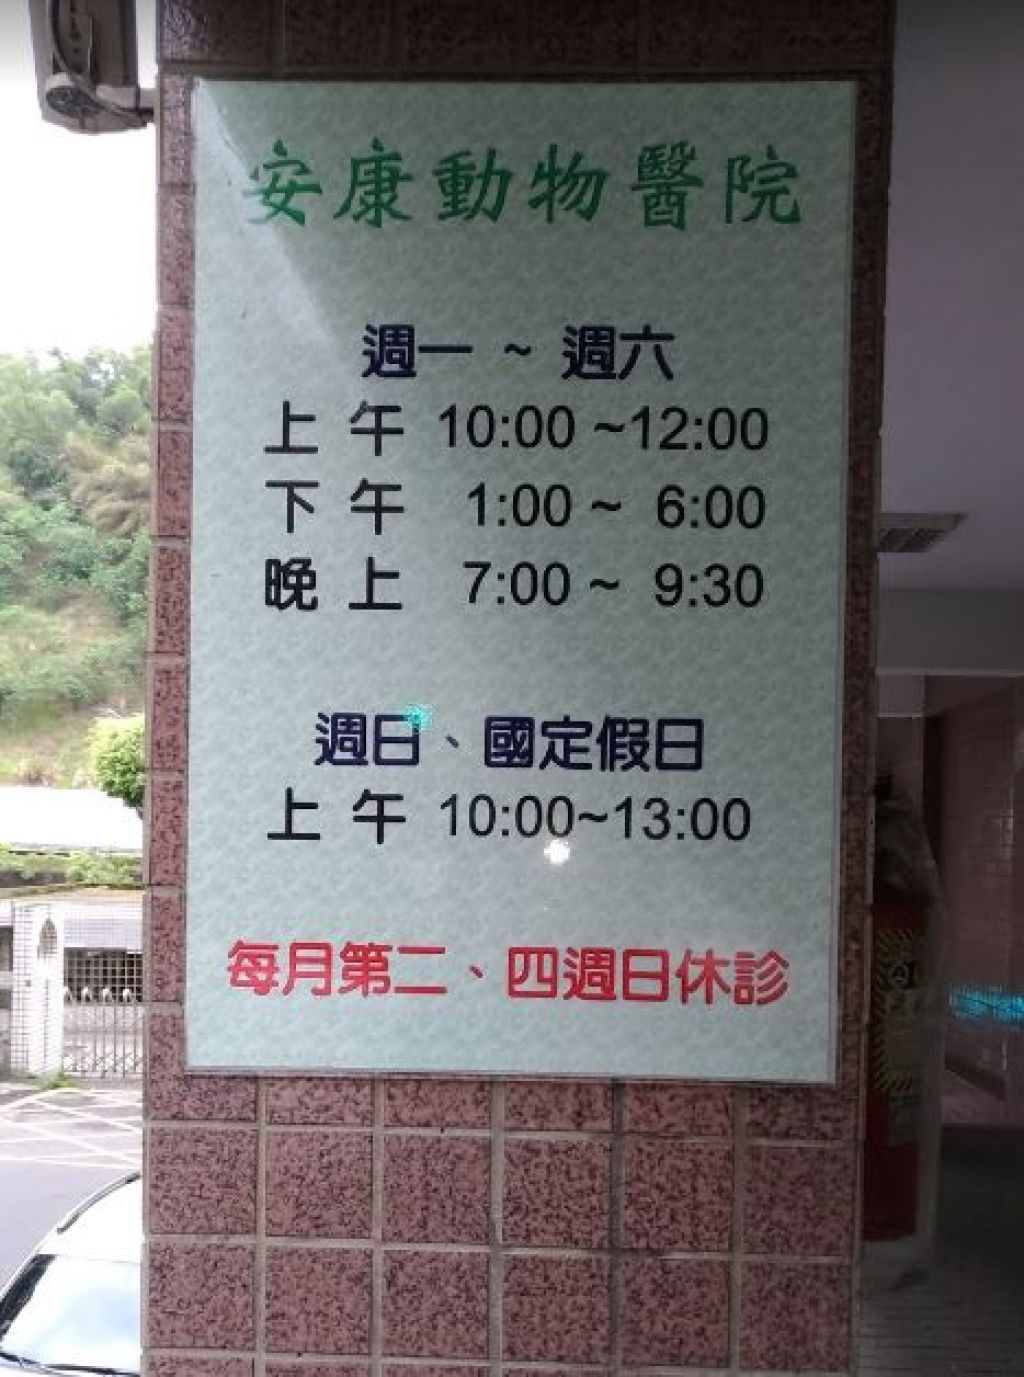 安康動物醫院
週一 ~ 週六
上午 10:00 ~12:00
下午 1:00 ~ 6:00
晚上 7:00 ~ 9:30
週日、國定假日
上午 10:00~13:00
每月第二、四週日休診